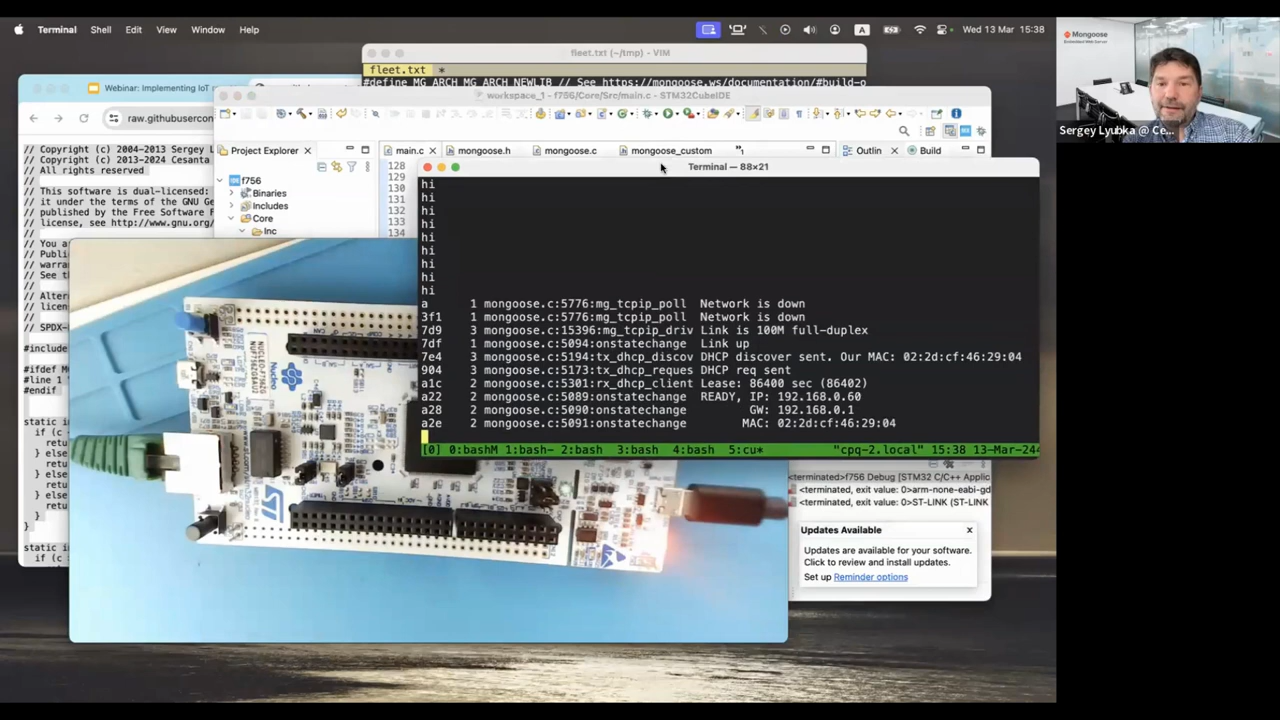 Terminal Shell Edit View Window Help
A
Wed 13 Mar 15:38
Mongoose
Embedded Web Server
Sergey Lyubka @ Ce...
fleet.txt (~/tmp) - VIM
fleet.txt *
#define MG_ARCH MG_ARCH_NEWLIB // See https://mongoose.ws/documentation/#build-o
Webinar: Implementing IoT
raw.githubusercon
// Copyright (c) 2004-2013 Sergey
// Copyright (c) 2013-2024 Cesanta
// All rights reserved
//
// This software is dual-licensed:
// it under the terms of the GNU Ge
// published by the Free Software F
// license, see http://www.gnu.org/
//
// You a
// Publi
// warra
// See t
//
// Alter
// licen
//
// SPDX-
#include
#ifdef M
#line 1
#endif
static i
if (c
retu
} else
retu
} else
retu
} else
retu
} else
retu
}
}
static in
if (c
workspace_1 - f756/Core/Src/main.c - STM32CubeIDE
Project Explorer
f756
Binaries
Includes
Core
Inc
main.c
mongoose.h
mongoose.c
mongoose_custom
Outlin
Build
128
129
130
131
132
133
134
Terminal — 88×21
hi
hi
hi
hi
hi
hi
hi
hi
hi
a 1 mongoose.c:5776:mg_tcpip_poll Network is down
3f1 1 mongoose.c:5776:mg_tcpip_poll Network is down
7d9 3 mongoose.c:15396:mg_tcpip_driv Link is 100M full-duplex
7df 1 mongoose.c:5094:onstatechange Link up
7e4 3 mongoose.c:5194:tx_dhcp_discov DHCP discover sent. Our MAC: 02:2d:cf:46:29:04
904 3 mongoose.c:5173:tx_dhcp_reques DHCP req sent
a1c 2 mongoose.c:5301:rx_dhcp_client Lease: 86400 sec (86402)
a22 2 mongoose.c:5089:onstatechange READY, IP: 192.168.0.60
a28 2 mongoose.c:5090:onstatechange GW: 192.168.0.1
a2e 2 mongoose.c:5091:onstatechange MAC: 02:2d:cf:46:29:04
[0] 0:bashM 1:bash- 2:bash 3:bash 4:bash 5:cu* "cpq-2.local" 15:38 13-Mar-24
<terminated>f756 Debug [STM32 C/C++ Applic
<terminated, exit value: 0>arm-none-eabi-gd
<terminated, exit value: 0>ST-LINK (ST-LINK
Updates Available
Updates are available for your software.
Click to review and install updates.
Set up Reminder options
Nucleo
NUCLEO-F756ZG
ST